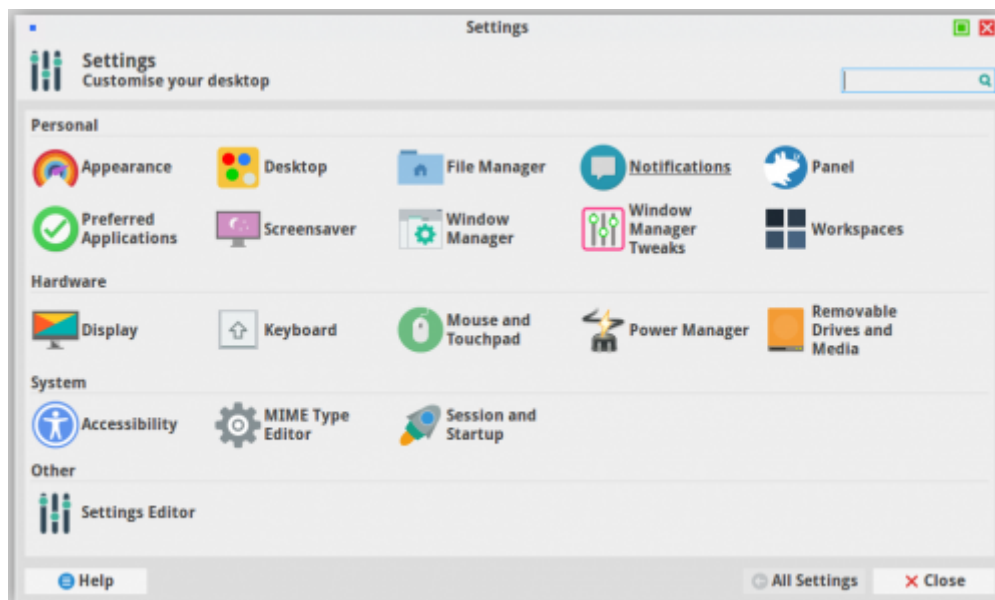 Settings
Settings
Customise your desktop
Personal
Appearance
Desktop
File Manager
Notifications
Panel
Preferred
Applications
Screensaver
Window
Manager
Window
Manager
Tweaks
Workspaces
Hardware
Display
Keyboard
Mouse and
Touchpad
Power Manager
Removable
Drives and
Media
System
Accessibility
MIME Type
Editor
Session and
Startup
Other
Settings Editor
Help
All Settings
Close